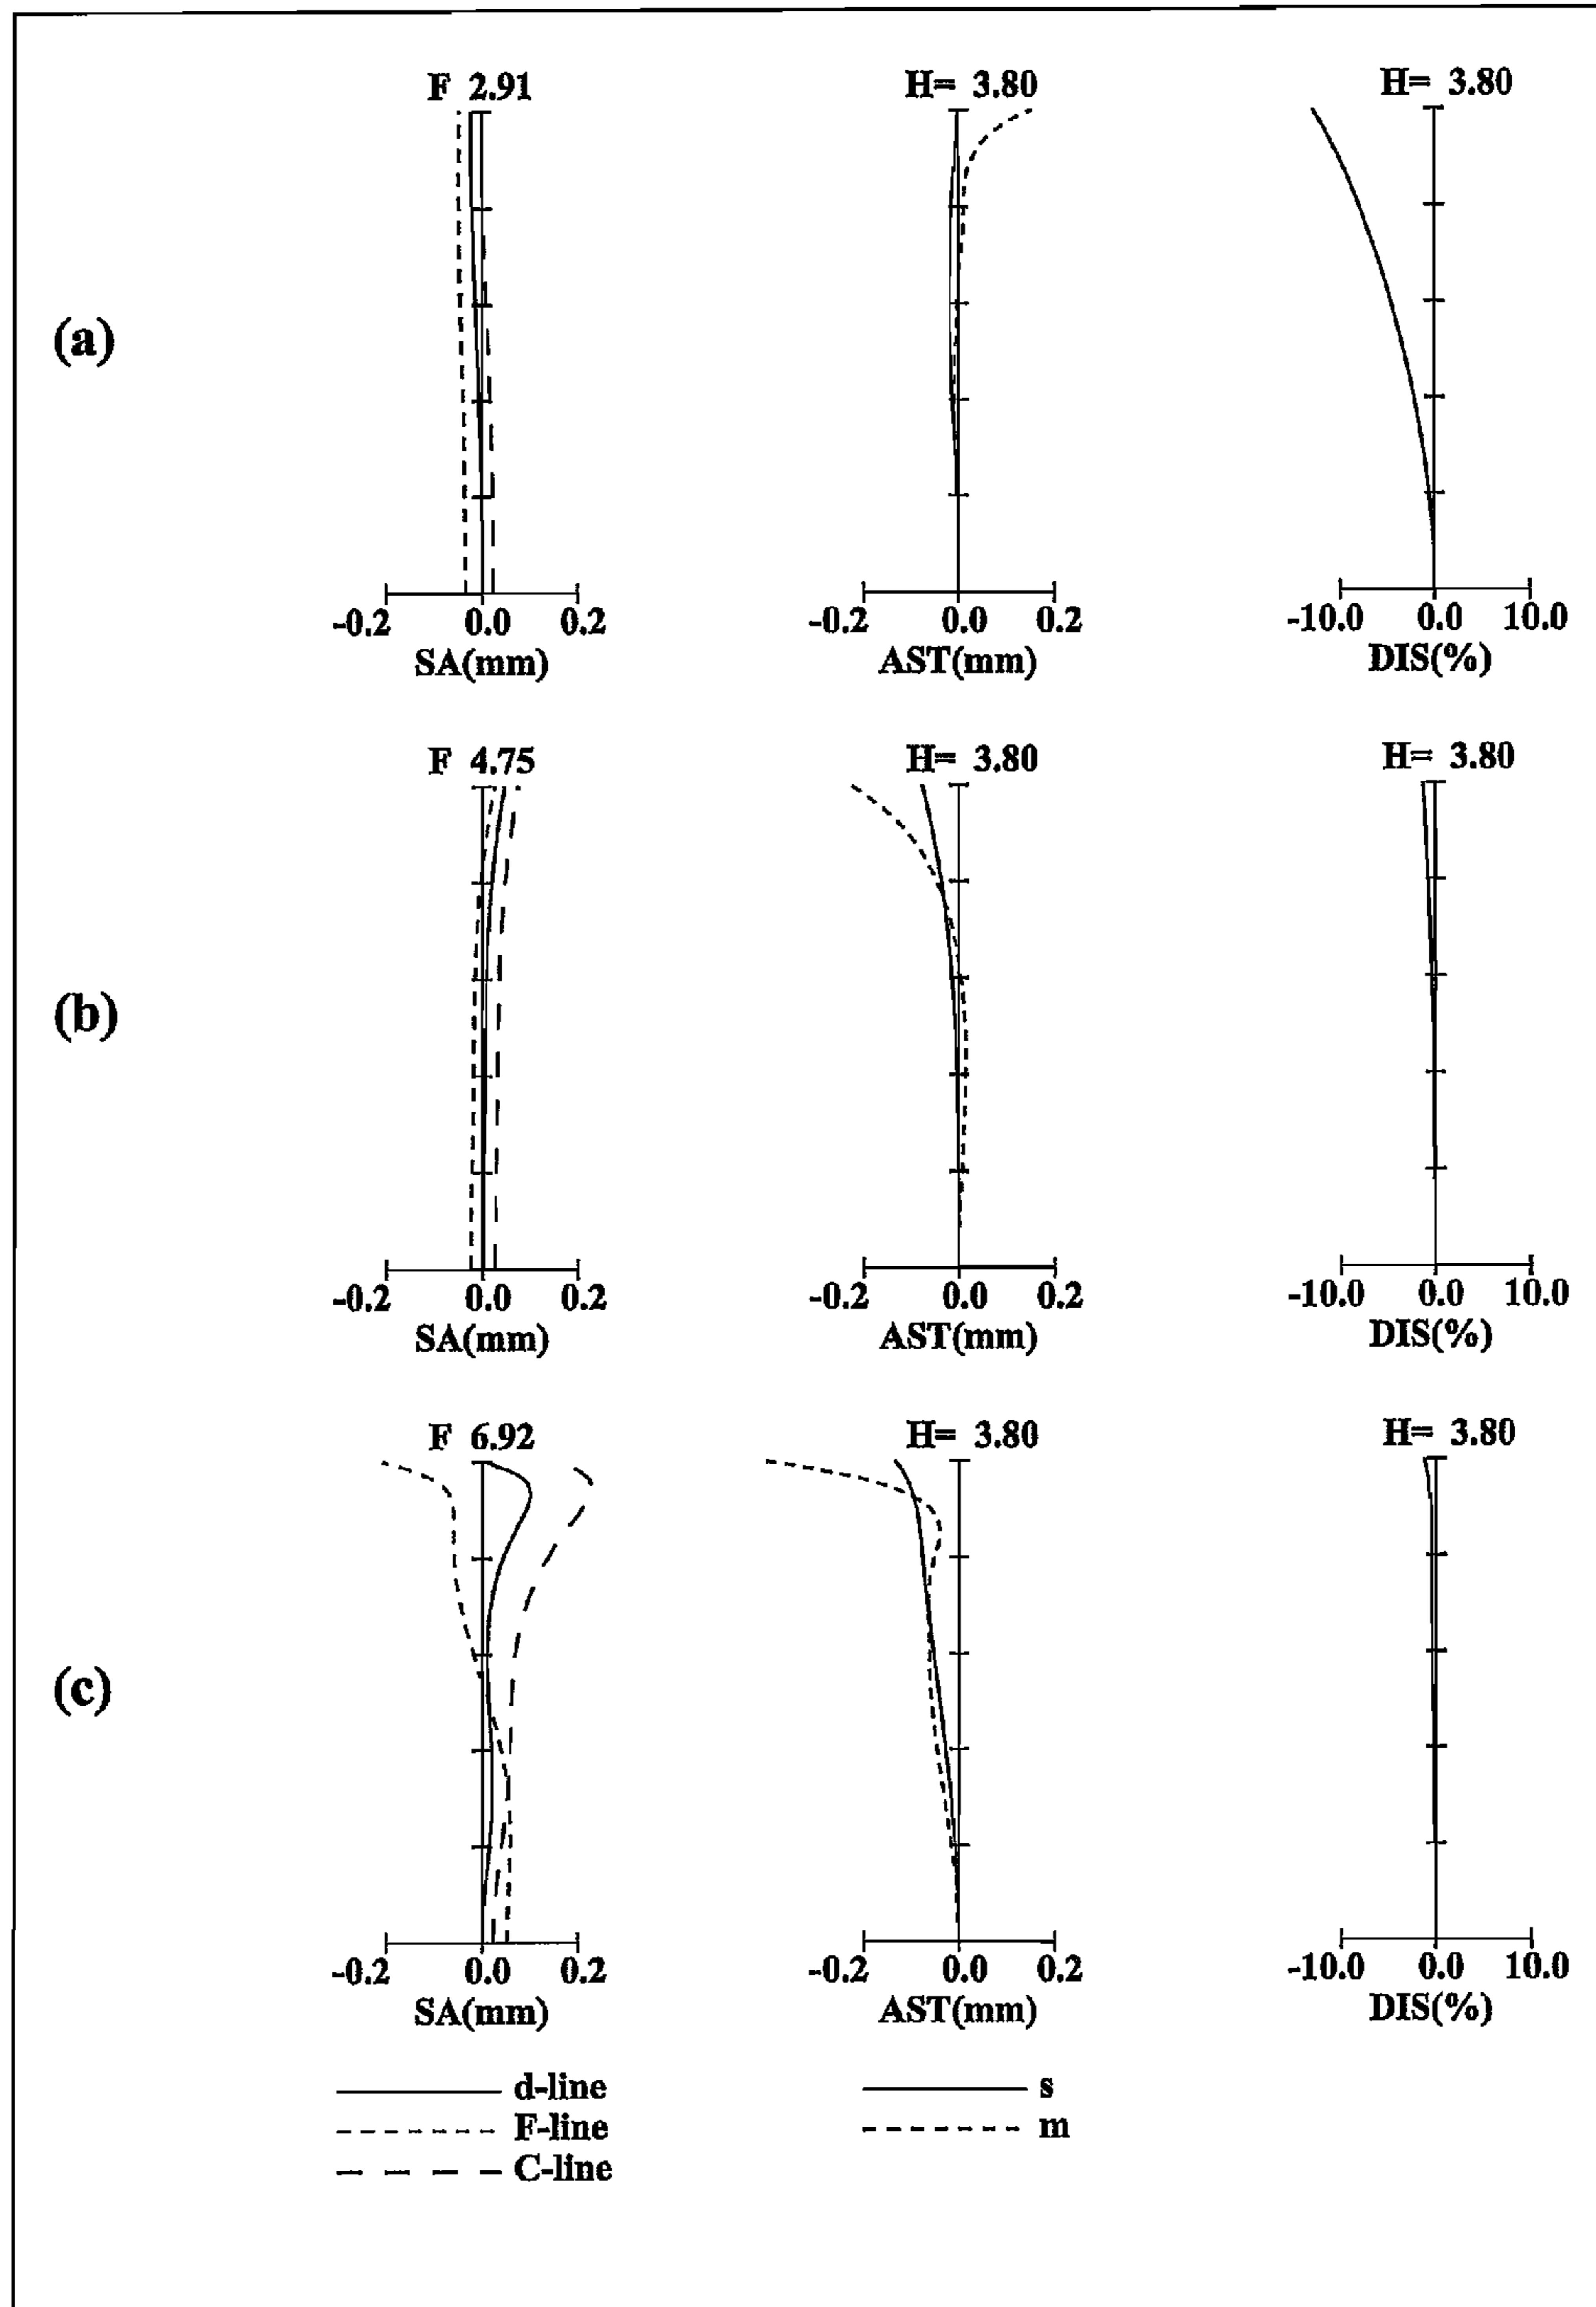 F 2.91 H= 3.80 H= 3.80
(a)
-0.2 0.0 0.2 -0.2 0.0 0.2 -10.0 0.0 10.0
SA(mm) AST(mm) DIS(%)
F 4.75 H= 3.80 H= 3.80
(b)
-0.2 0.0 0.2 -0.2 0.0 0.2 -10.0 0.0 10.0
SA(mm) AST(mm) DIS(%)
F 6.92 H= 3.80 H= 3.80
(c)
-0.2 0.0 0.2 -0.2 0.0 0.2 -10.0 0.0 10.0
SA(mm) AST(mm) DIS(%)
d-line s
F-line m
C-line